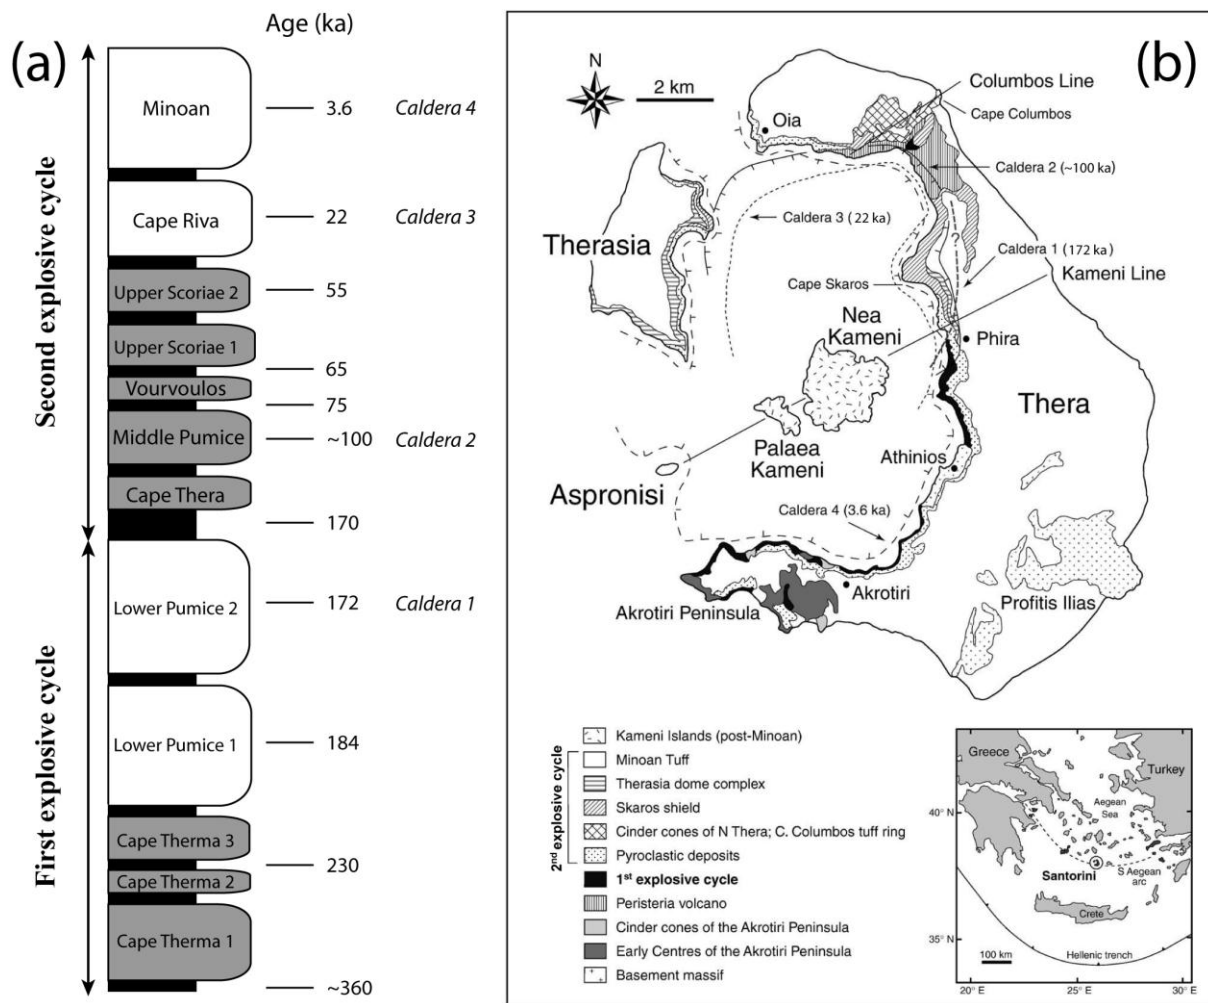 (a)
Age (ka)
Second explosive cycle
Minoan
3.6
Caldera 4
Cape Riva
22
Caldera 3
Upper Scoriae 2
55
Upper Scoriae 1
65
Vourvoulos
75
Middle Pumice
~100
Caldera 2
Cape Thera
170
First explosive cycle
Lower Pumice 2
172
Caldera 1
Lower Pumice 1
184
Cape Therma 3
230
Cape Therma 2
Cape Therma 1
~360
(b)
N
2 km
Columbos Line
Cape Columbos
Oia
Caldera 2 (~100 ka)
Caldera 3 (22 ka)
Therasia
?
Caldera 1 (172 ka)
Kameni Line
Cape Skaros
Nea
Kameni
Phira
Thera
Palaea
Kameni
Athinios
Aspronisi
Caldera 4 (3.6 ka)
Akrotiri Peninsula
Akrotiri
Profitis Ilias
2nd explosive cycle
Kameni Islands (post-Minoan)
Minoan Tuff
Therasia dome complex
Skaros shield
Cinder cones of N Thera; C. Columbos tuff ring
Pyroclastic deposits
1st explosive cycle
Peristeria volcano
Cinder cones of the Akrotiri Peninsula
Early Centres of the Akrotiri Peninsula
Basement massif
Greece
Turkey
Aegean
Sea
40° N
Santorini
S Aegean
arc
Crete
35° N
Hellenic trench
100 km
20° E
25° E
30° E